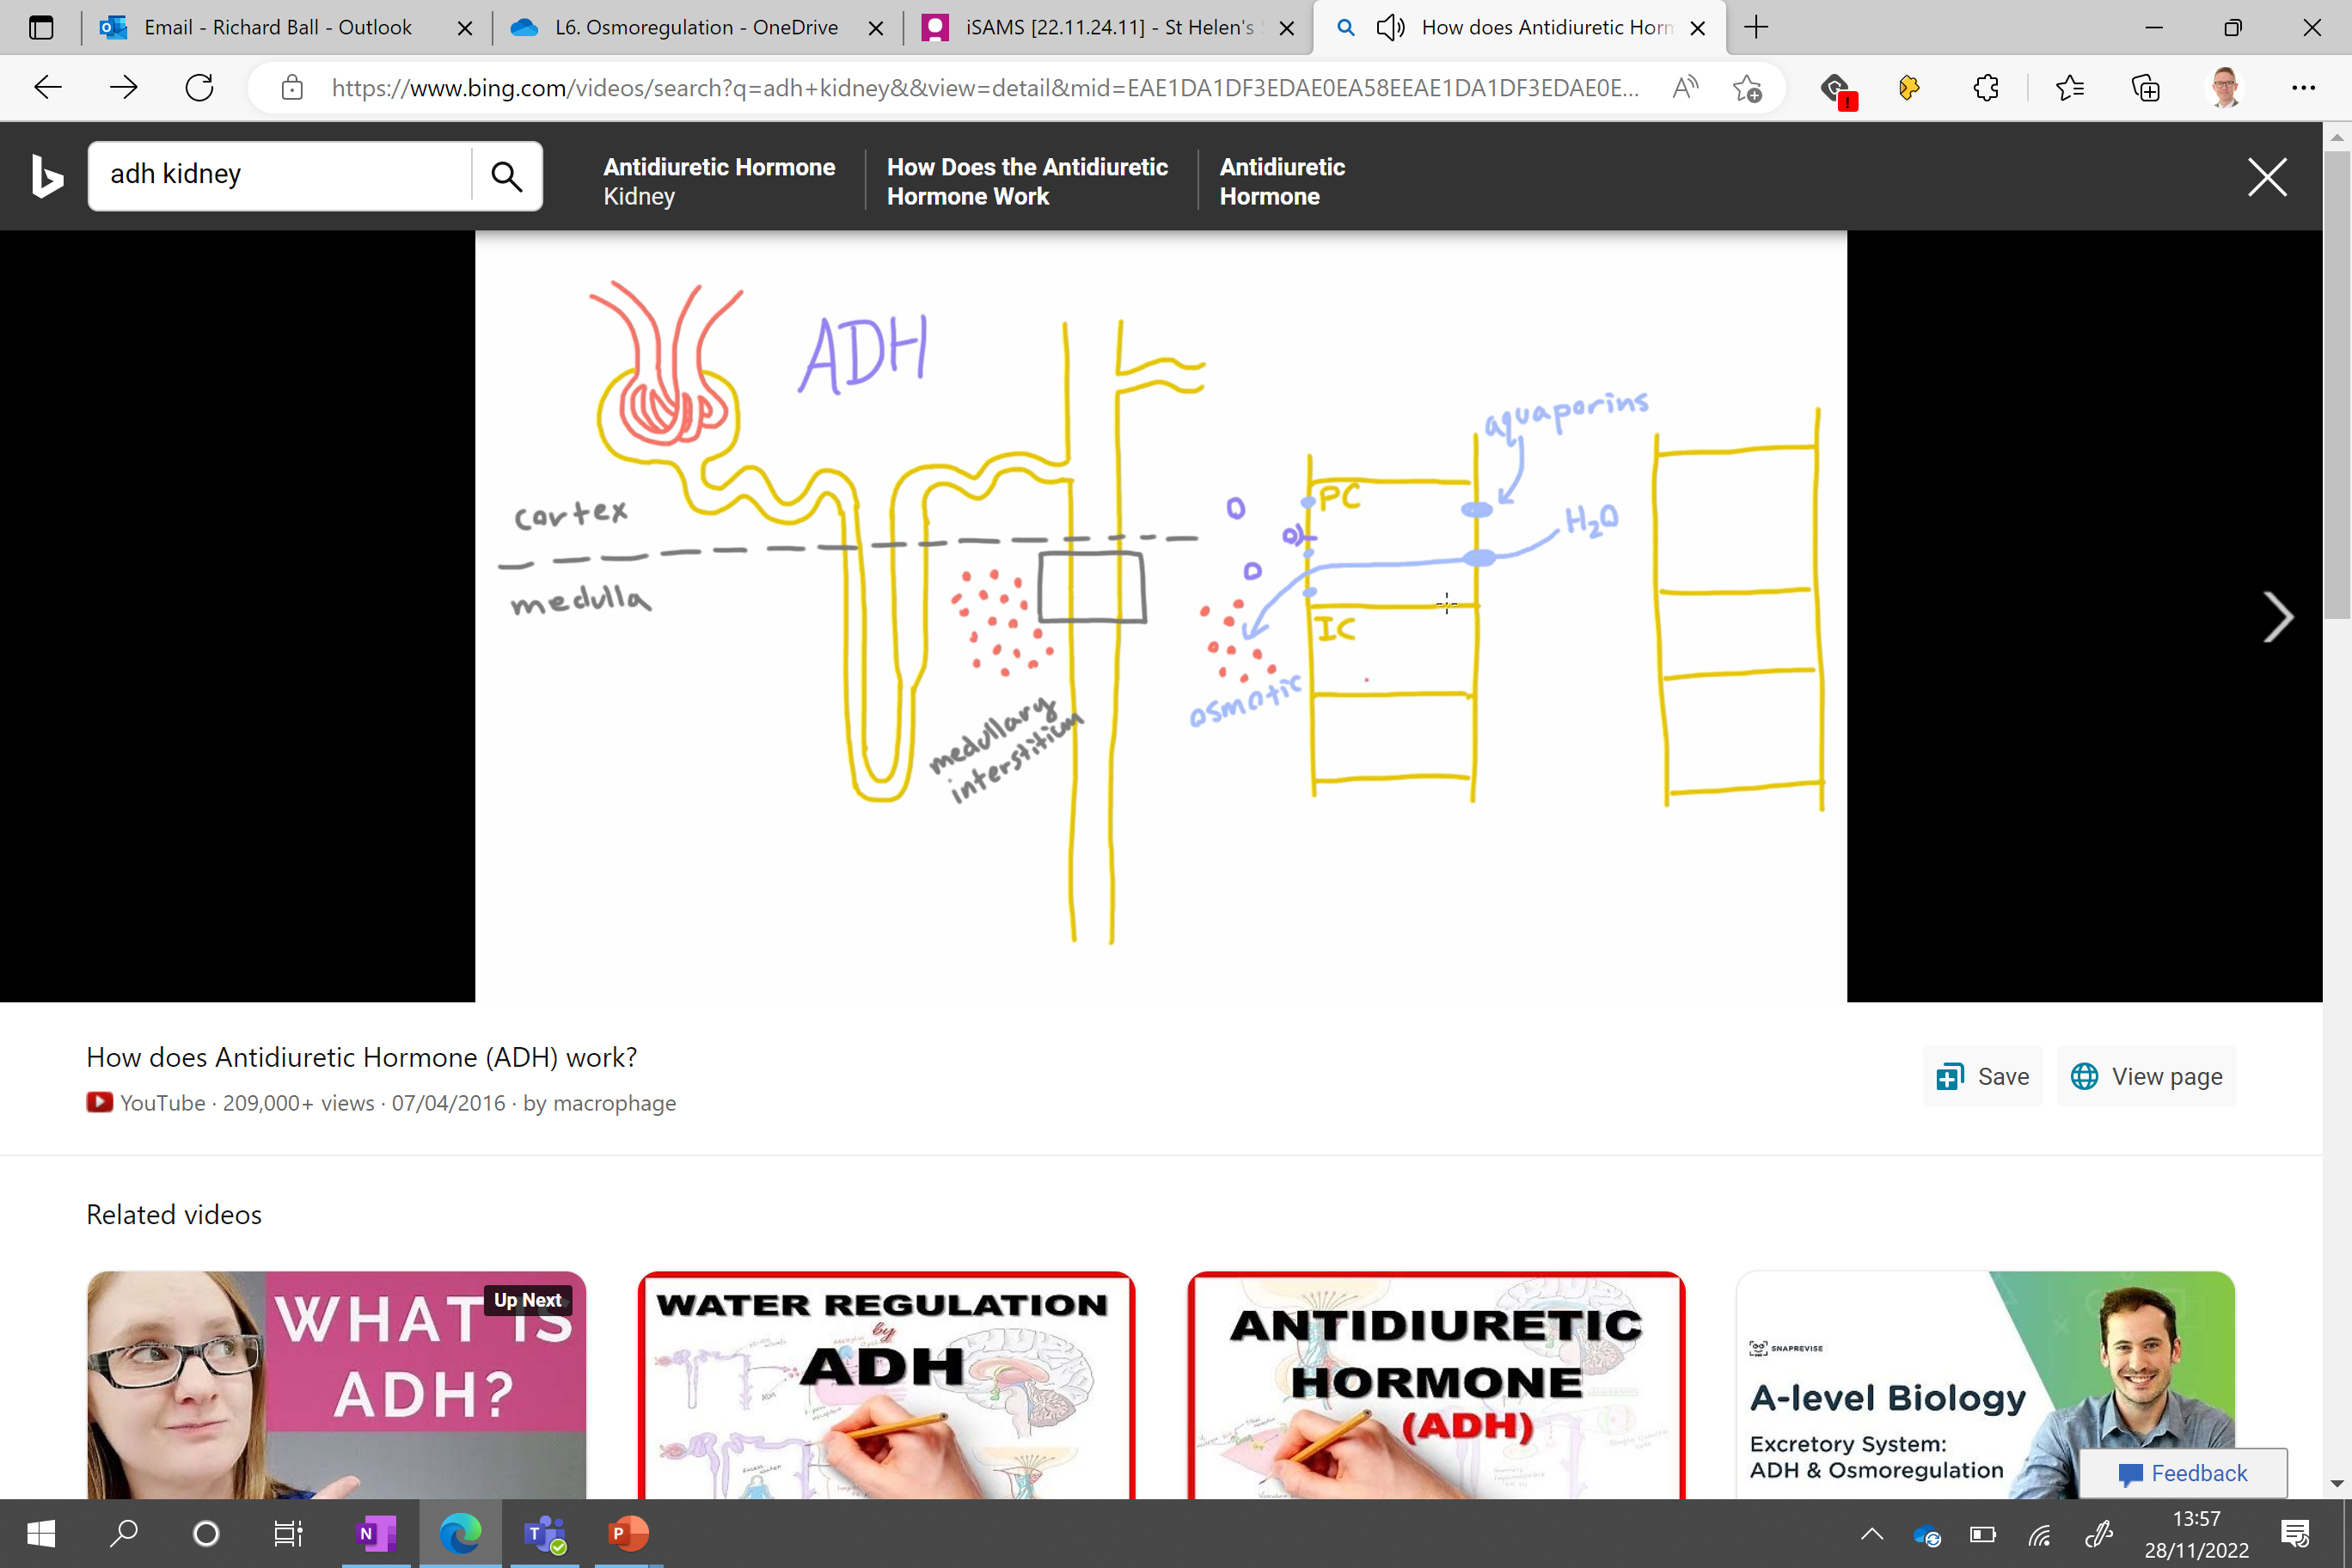 Email - Richard Ball - Outlook
L6. Osmoregulation - OneDrive
iSAMS [22.11.24.11] - St Helen's
How does Antidiuretic Horm
https://www.bing.com/videos/search?q=adh+kidney&&view=detail&mid=EAE1DA1DF3EDAE0EA58EEAE1DA1DF3EDAE0E...
adh kidney
Antidiuretic Hormone
Kidney
How Does the Antidiuretic
Hormone Work
Antidiuretic
Hormone
ADH
aquaporins
PC
H₂O
cortex
medulla
IC
osmotic
medullary
interstitium
How does Antidiuretic Hormone (ADH) work?
YouTube · 209,000+ views · 07/04/2016 · by macrophage
Save
View page
Related videos
Up Next
WHAT IS
ADH?
WATER REGULATION
by
ADH
ANTIDIURETIC
HORMONE
(ADH)
SNAPREVISE
A-level Biology
Excretory System:
ADH & Osmoregulation
Feedback
13:57
28/11/2022